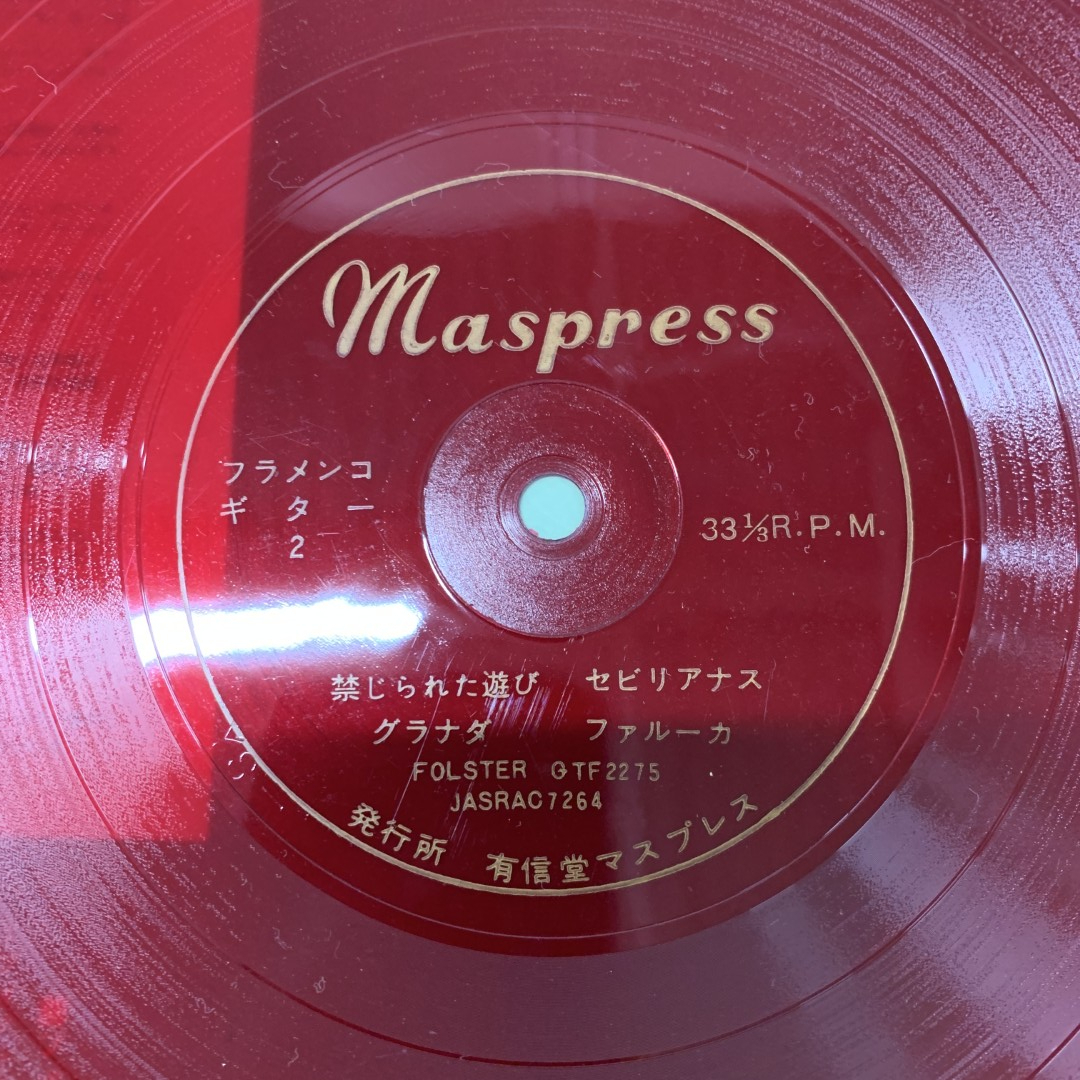 Maspress
フラメンコ
ギター
2
33⅓R.P.M.
禁じられた遊び セビリアナス
グラナダ ファルーカ
FOLSTER GTF2275
JASRAC7264
発行所 有信堂マスプレス